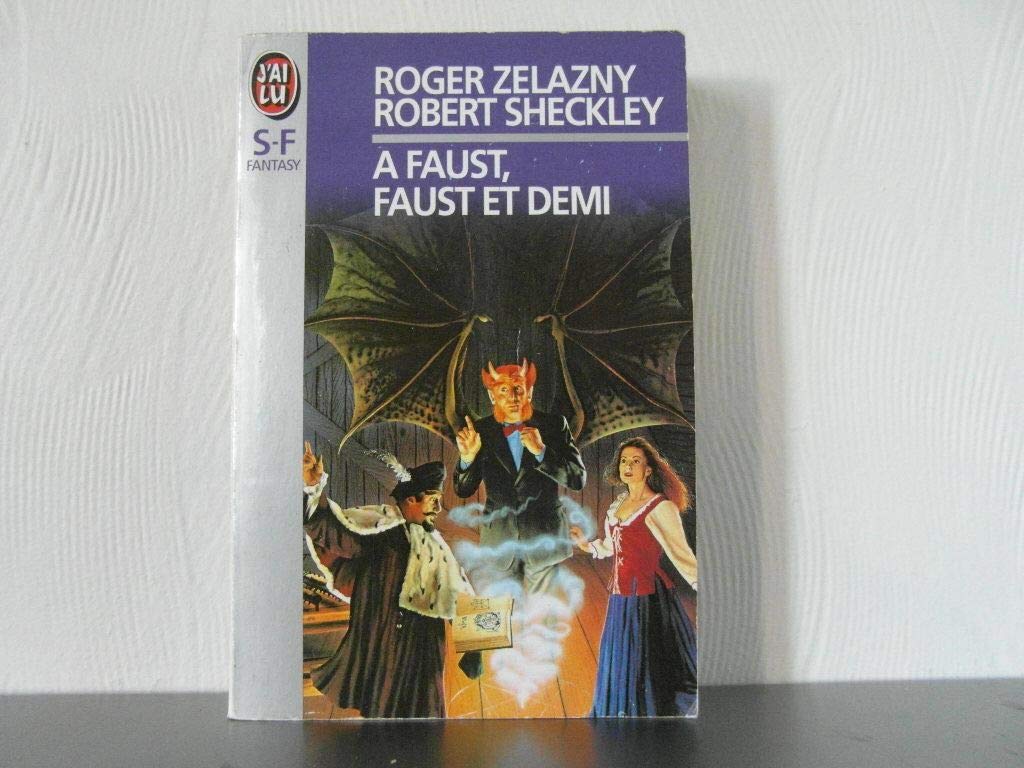 J'AI
LU
S-F
FANTASY
ROGER ZELAZNY
ROBERT SHECKLEY
A FAUST,
FAUST ET DEMI